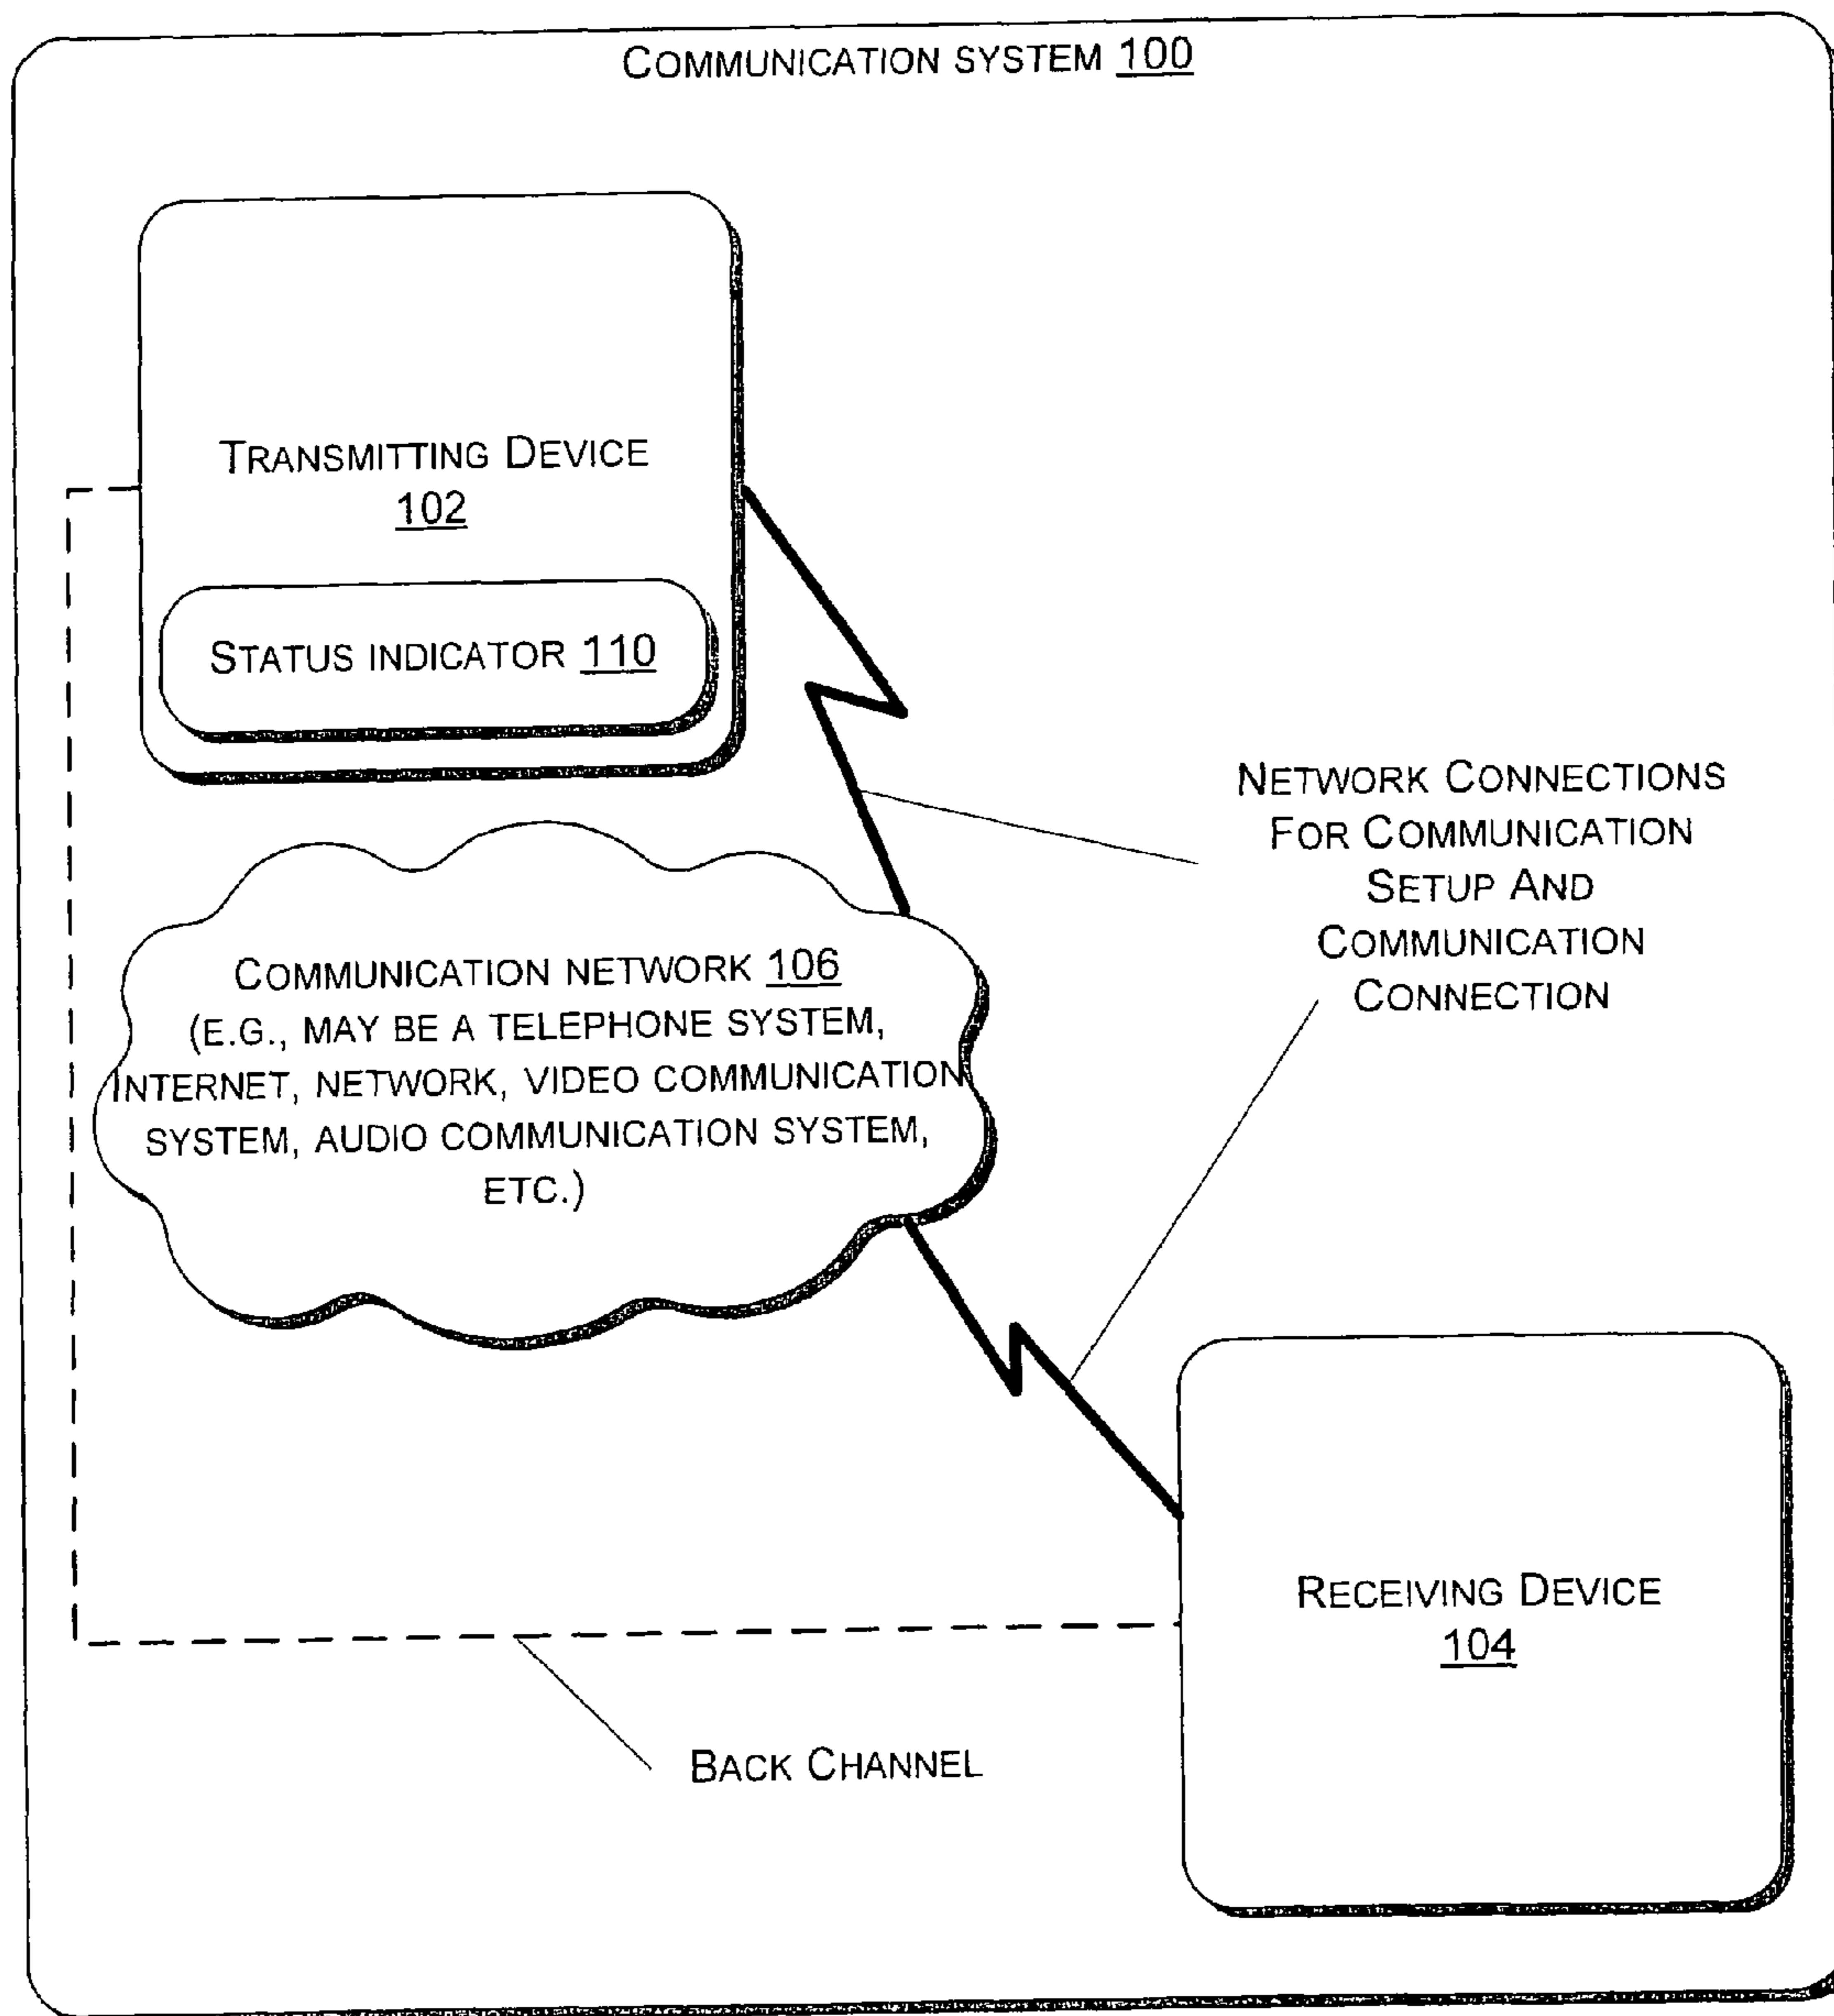 COMMUNICATION SYSTEM 100
TRANSMITTING DEVICE
102
STATUS INDICATOR 110
NETWORK CONNECTIONS
FOR COMMUNICATION
SETUP AND
COMMUNICATION
CONNECTION
COMMUNICATION NETWORK 106
(E.G., MAY BE A TELEPHONE SYSTEM,
INTERNET, NETWORK, VIDEO COMMUNICATION
SYSTEM, AUDIO COMMUNICATION SYSTEM,
ETC.)
RECEIVING DEVICE
104
BACK CHANNEL